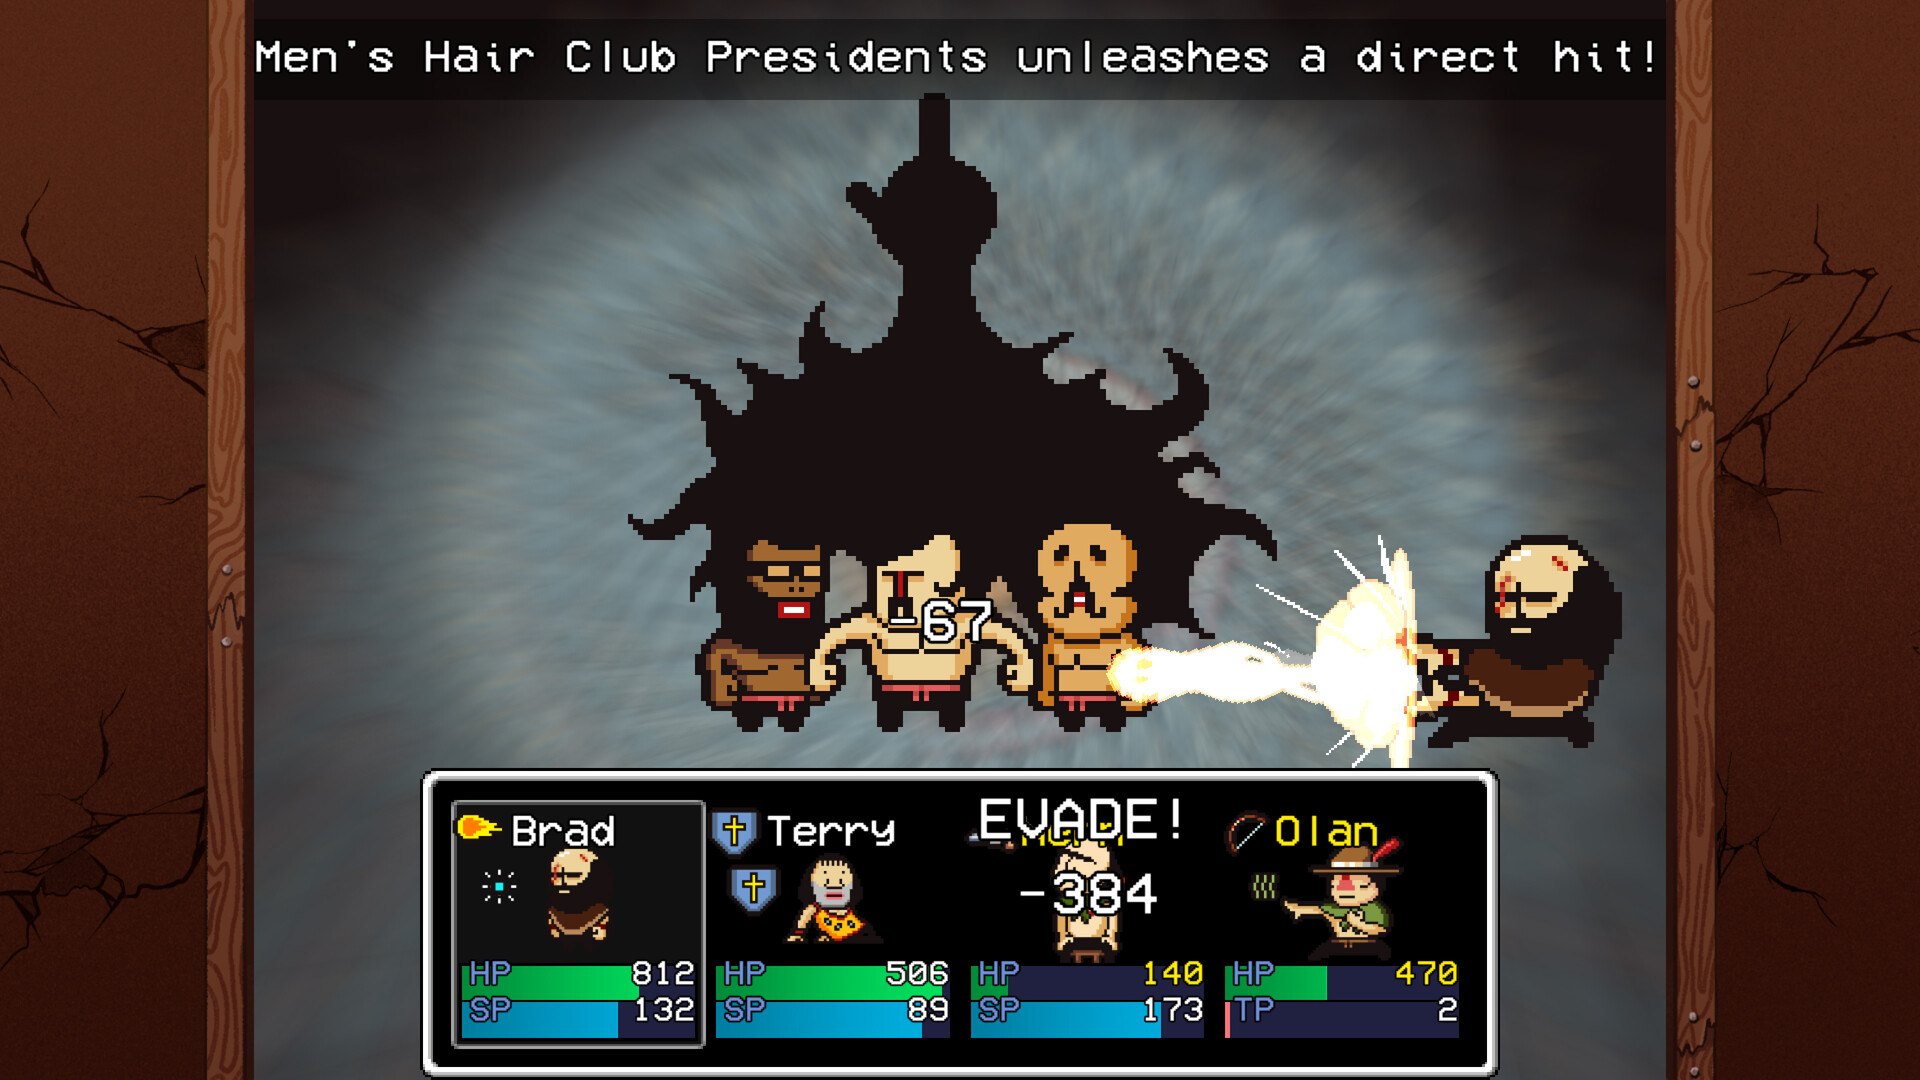 Men's Hair Club Presidents unleashes a direct hit!
-67
Brad
Terry
EVADE!
Olan
-384
HP 812
HP 506
HP 140
HP 470
SP 132
SP 89
SP 173
TP 2